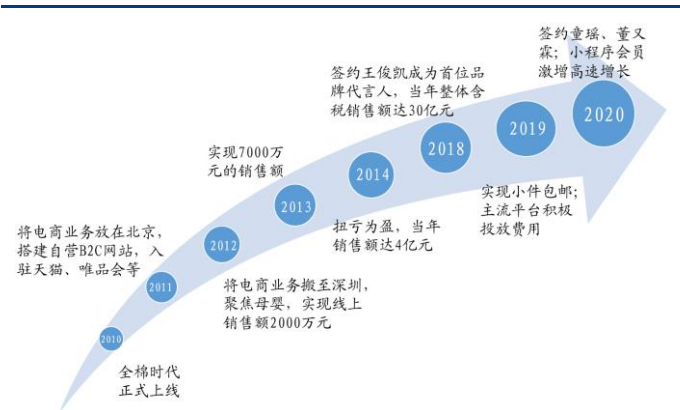 签约童瑶、董又
霖；小程序会员
激增高速增长
签约王俊凯成为首位品
牌代言人，当年整体含
税销售额达30亿元
2020
2019
2018
实现7000万
元的销售额
2014
实现小件包邮；
主流平台积极
投放费用
2013
扭亏为盈，当年
销售额达4亿元
将电商业务放在北京，
搭建自营B2C网站，入
驻天猫、唯品会等
2012
2011
将电商业务搬至深圳，
聚焦母婴，实现线上
销售额2000万元
2010
全棉时代
正式上线